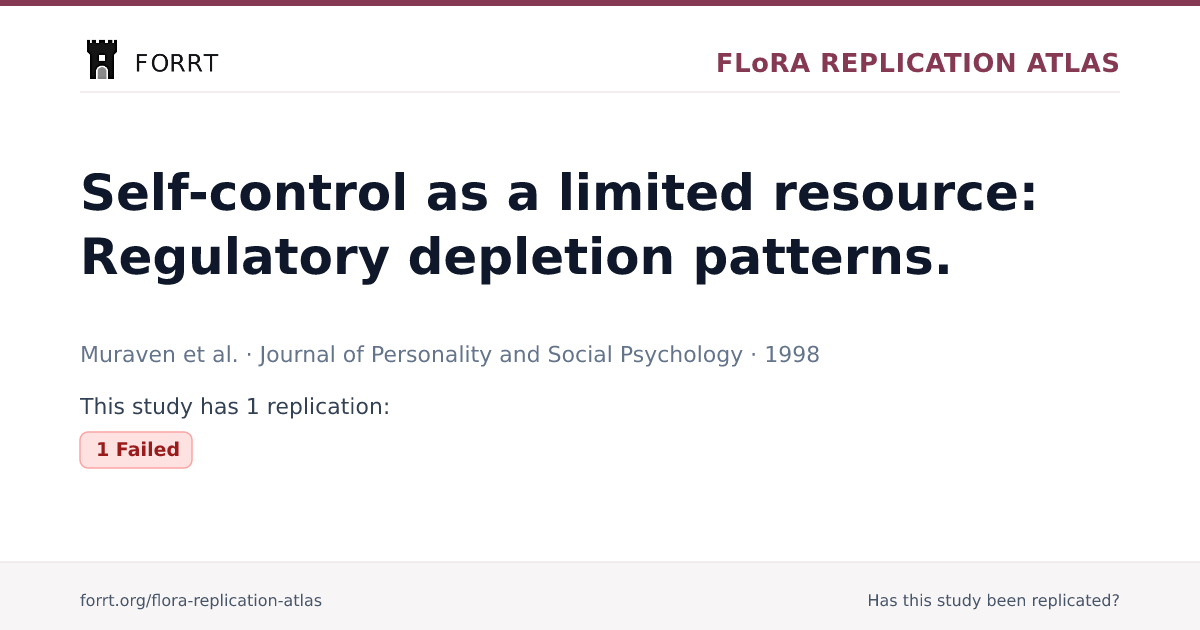 FORRT
FLoRA REPLICATION ATLAS
Self-control as a limited resource:
Regulatory depletion patterns.
Muraven et al. · Journal of Personality and Social Psychology · 1998
This study has 1 replication:
1 Failed
forrt.org/flora-replication-atlas
Has this study been replicated?